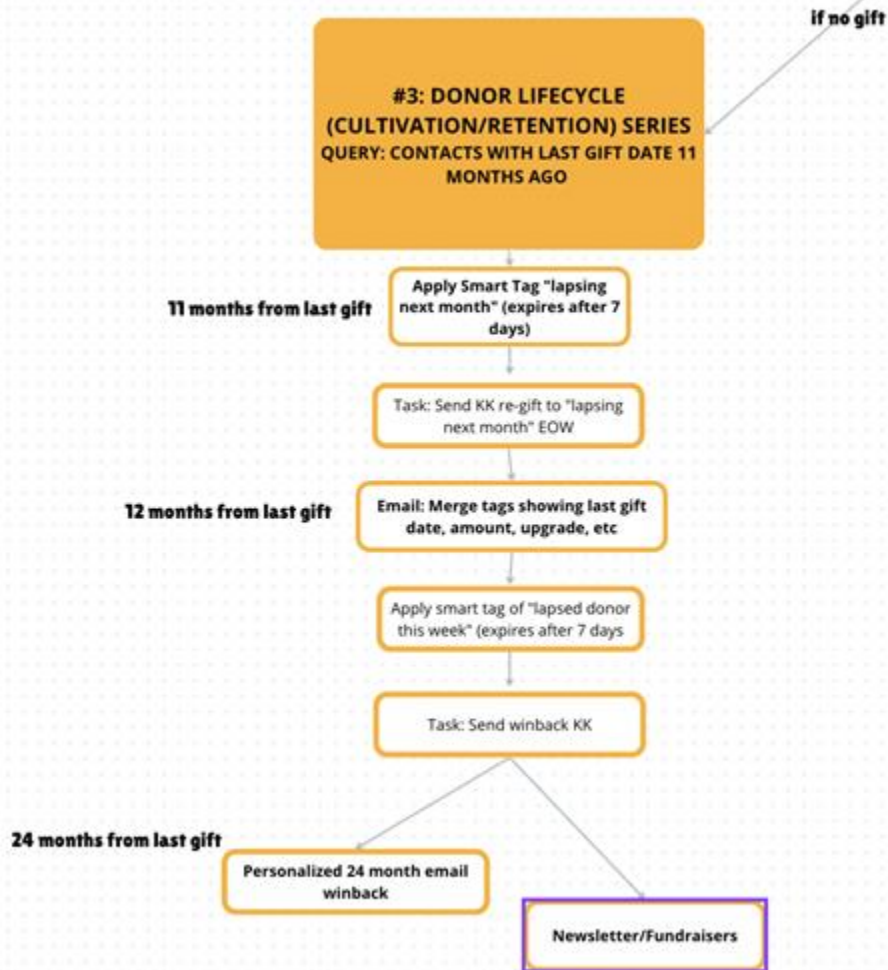 if no gift
#3: DONOR LIFECYCLE
(CULTIVATION/RETENTION) SERIES
QUERY: CONTACTS WITH LAST GIFT DATE 11
MONTHS AGO
11 months from last gift
Apply Smart Tag "lapsing
next month" (expires after 7
days)
Task: Send KK re-gift to "lapsing
next month" EOW
12 months from last gift
Email: Merge tags showing last gift
date, amount, upgrade, etc
Apply smart tag of "lapsed donor
this week" (expires after 7 days
Task: Send winback KK
24 months from last gift
Personalized 24 month email
winback
Newsletter/Fundraisers